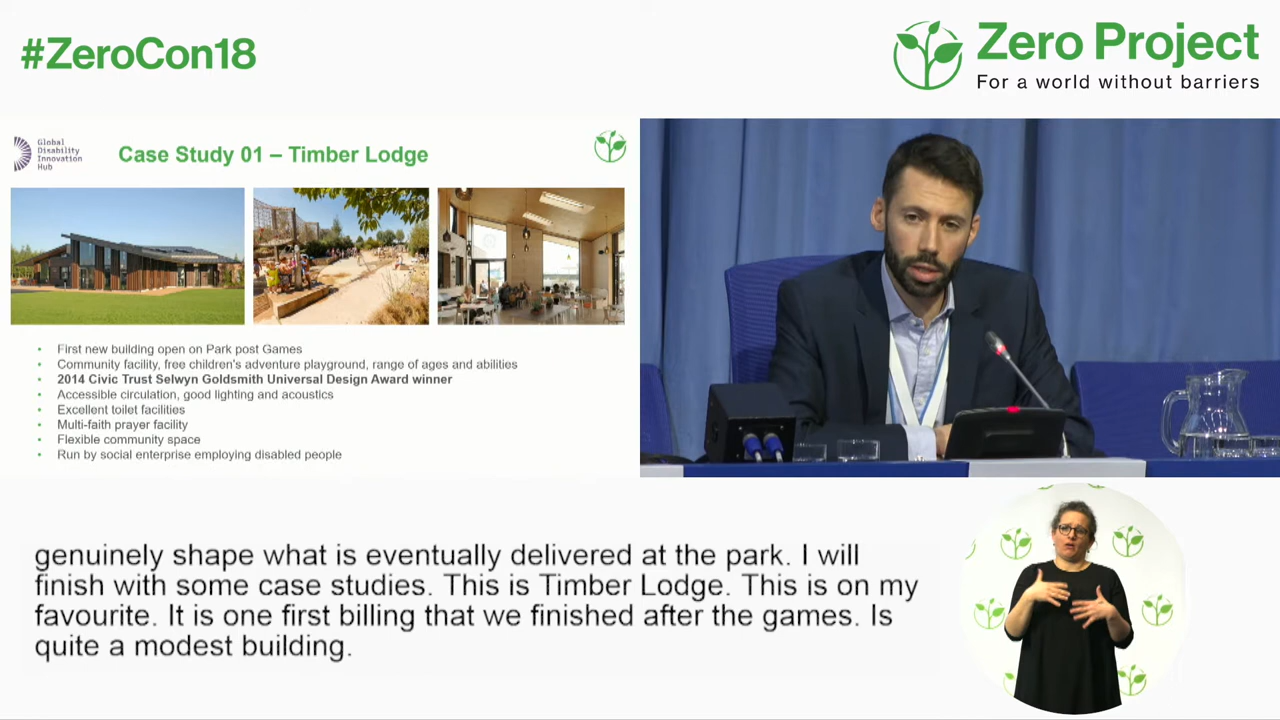 #ZeroCon18
Zero Project
For a world without barriers
Global
Disability
Innovation
Hub
Case Study 01 – Timber Lodge
• First new building open on Park post Games
• Community facility, free children's adventure playground, range of ages and abilities
• 2014 Civic Trust Selwyn Goldsmith Universal Design Award winner
• Accessible circulation, good lighting and acoustics
• Excellent toilet facilities
• Multi-faith prayer facility
• Flexible community space
• Run by social enterprise employing disabled people
genuinely shape what is eventually delivered at the park. I will
finish with some case studies. This is Timber Lodge. This is on my
favourite. It is one first billing that we finished after the games. Is
quite a modest building.